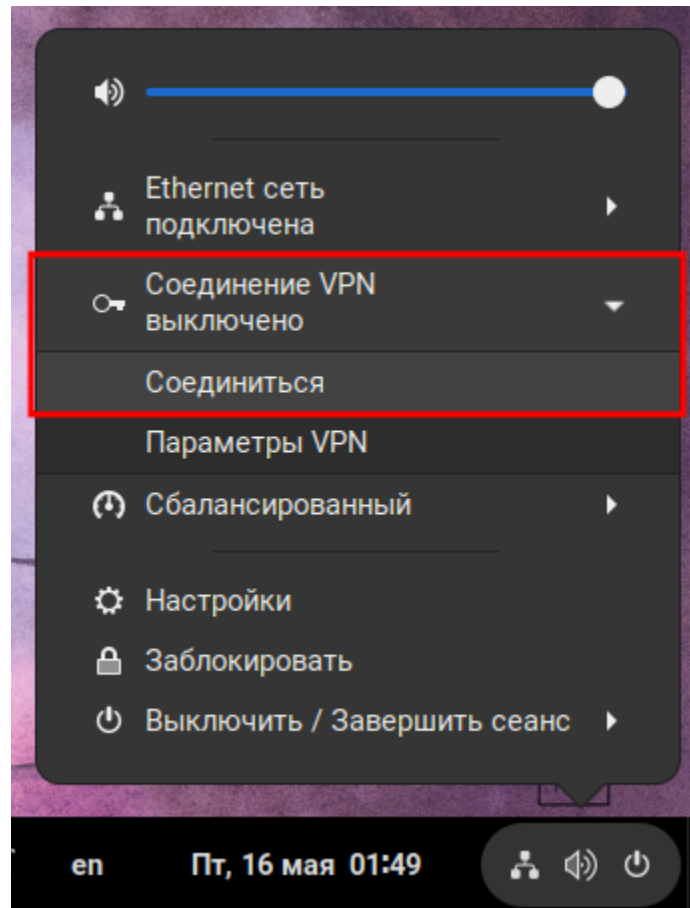 Ethernet сеть
подключена
Соединение VPN
выключено
Соединиться
Параметры VPN
Сбалансированный
Настройки
Заблокировать
Выключить / Завершить сеанс
en Пт, 16 мая 01:49